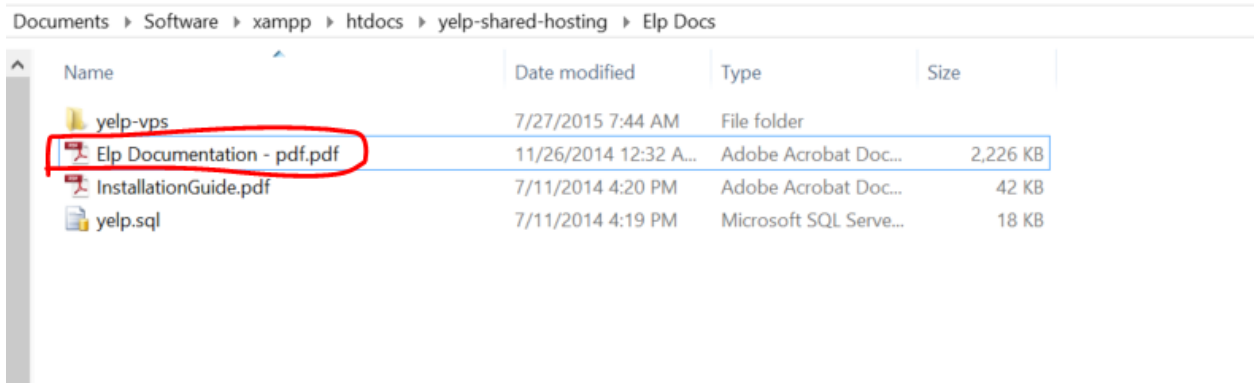 Documents Software xampp htdocs yelp-shared-hosting Elp Docs
Name Date modified Type Size
yelp-vps 7/27/2015 7:44 AM File folder
Elp Documentation - pdf.pdf 11/26/2014 12:32 A... Adobe Acrobat Doc... 2,226 KB
InstallationGuide.pdf 7/11/2014 4:20 PM Adobe Acrobat Doc... 42 KB
yelp.sql 7/11/2014 4:19 PM Microsoft SQL Serve... 18 KB